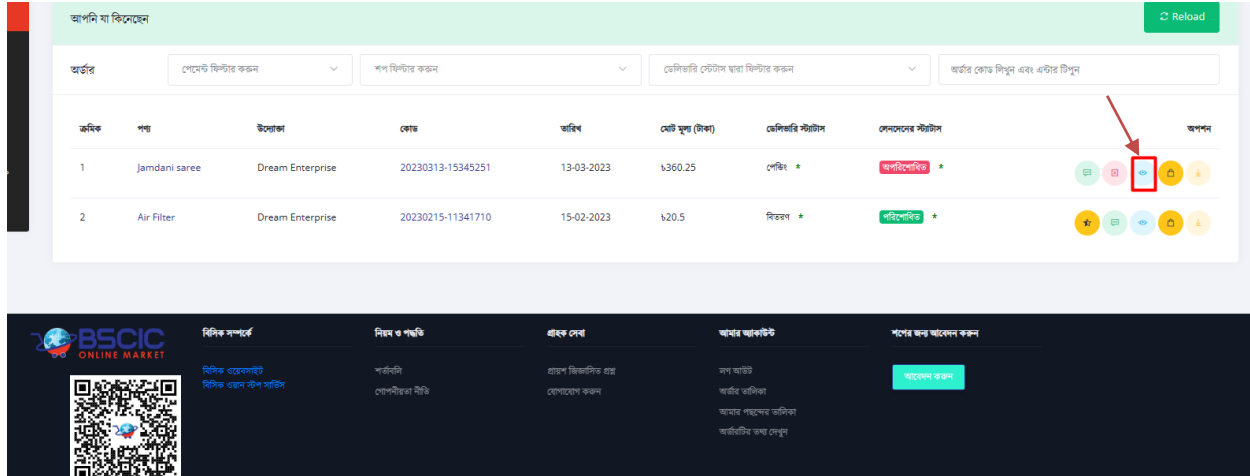 আপনি যা কিনেছেন
Reload
অর্ডার
পেমেন্ট ফিল্টার করুন
শপ ফিল্টার করুন
ডেলিভারি স্টেটাস দ্বারা ফিল্টার করুন
অর্ডার কোড লিখুন এবং এন্টার টিপুন
ক্রমিক পণ্য উদ্যোক্তা কোড তারিখ মোট মূল্য (টাকা) ডেলিভারি স্ট্যাটাস লেনদেনের স্ট্যাটাস অপশন
1 Jamdani saree Dream Enterprise 20230313-15345251 13-03-2023 ৳360.25 পেন্ডিং * অপরিশোধিত *
2 Air Filter Dream Enterprise 20230215-11341710 15-02-2023 ৳20.5 বিতরণ * পরিশোধিত *
BSCIC
ONLINE MARKET
বিসিক সম্পর্কে
বিসিক ওয়েবসাইট
বিসিক ওয়ান স্টপ সার্ভিস
নিয়ম ও পদ্ধতি
শর্তাবলি
গোপনীয়তা নীতি
গ্রাহক সেবা
প্রায়শ জিজ্ঞাসিত প্রশ্ন
যোগাযোগ করুন
আমার অ্যাকাউন্ট
লগ আউট
অর্ডার তালিকা
আমার পছন্দের তালিকা
অর্ডারটির তথ্য দেখুন
শপের জন্য আবেদন করুন
আবেদন করুন